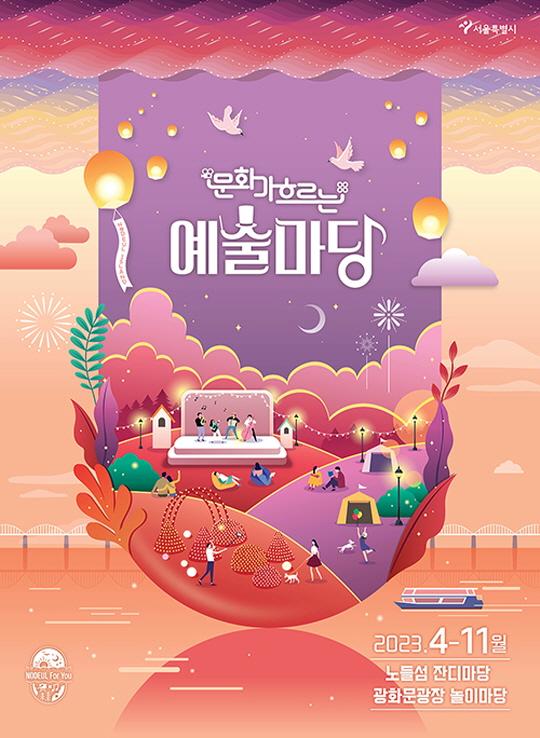 서울특별시
문화가흐르는
예술마당
NODEUL ISLAND
2023. 4-11월
노들섬 잔디마당
광화문광장 놀이마당
NODEUL For You